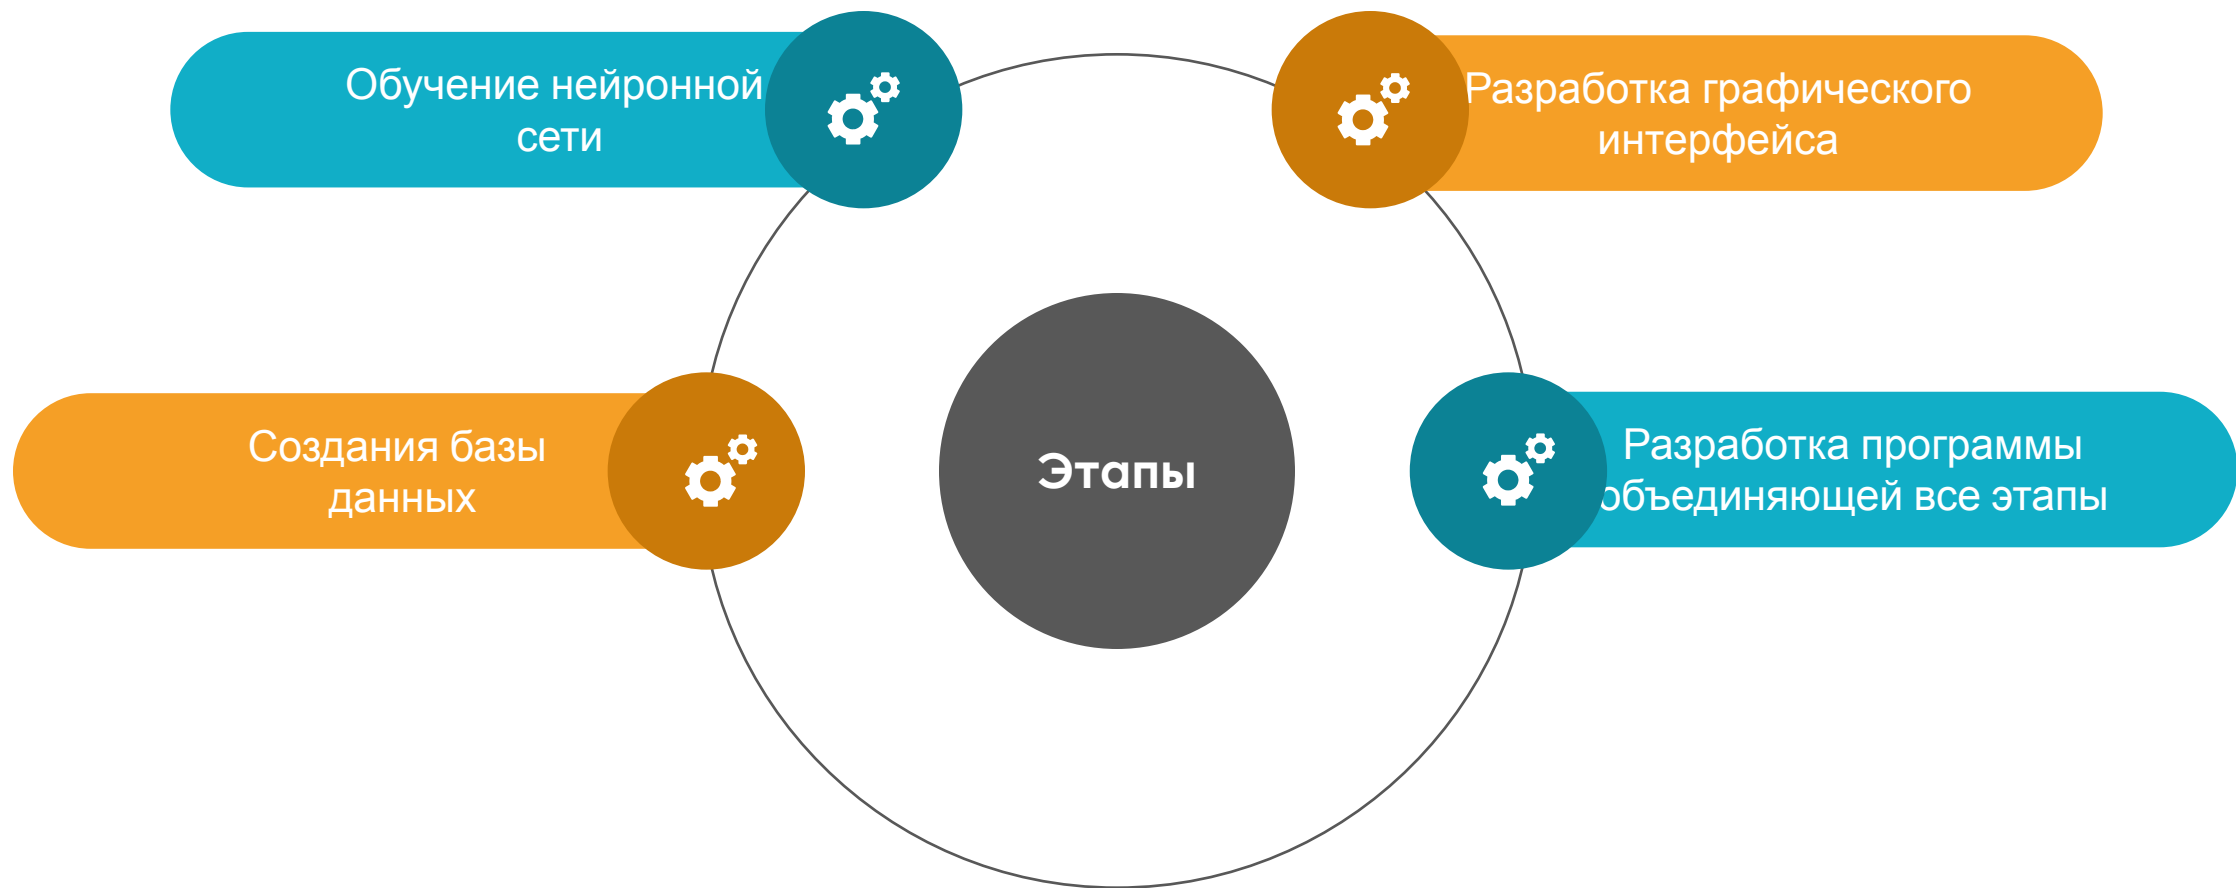 Обучение нейронной
сети
Разработка графического
интерфейса
Создания базы
данных
Этапы
Разработка программы
объединяющей все этапы